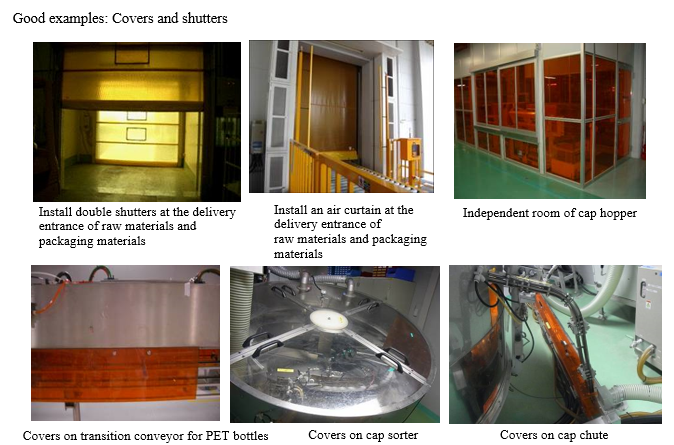 Good examples: Covers and shutters
Install double shutters at the delivery
entrance of raw materials and
packaging materials
Install an air curtain at the
delivery entrance of
raw materials and packaging
materials
Independent room of cap hopper
Covers on transition conveyor for PET bottles
Covers on cap sorter
Covers on cap chute